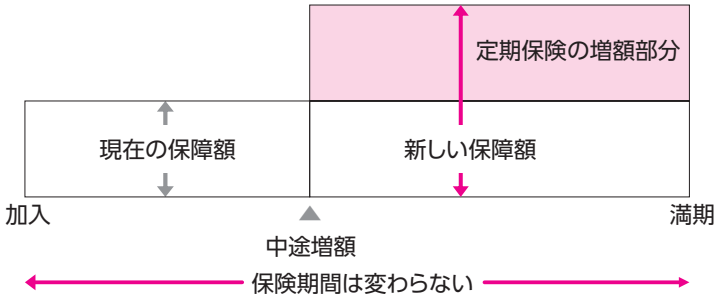 定期保険の増額部分
現在の保障額
新しい保障額
加入
満期
中途増額
保険期間は変わらない